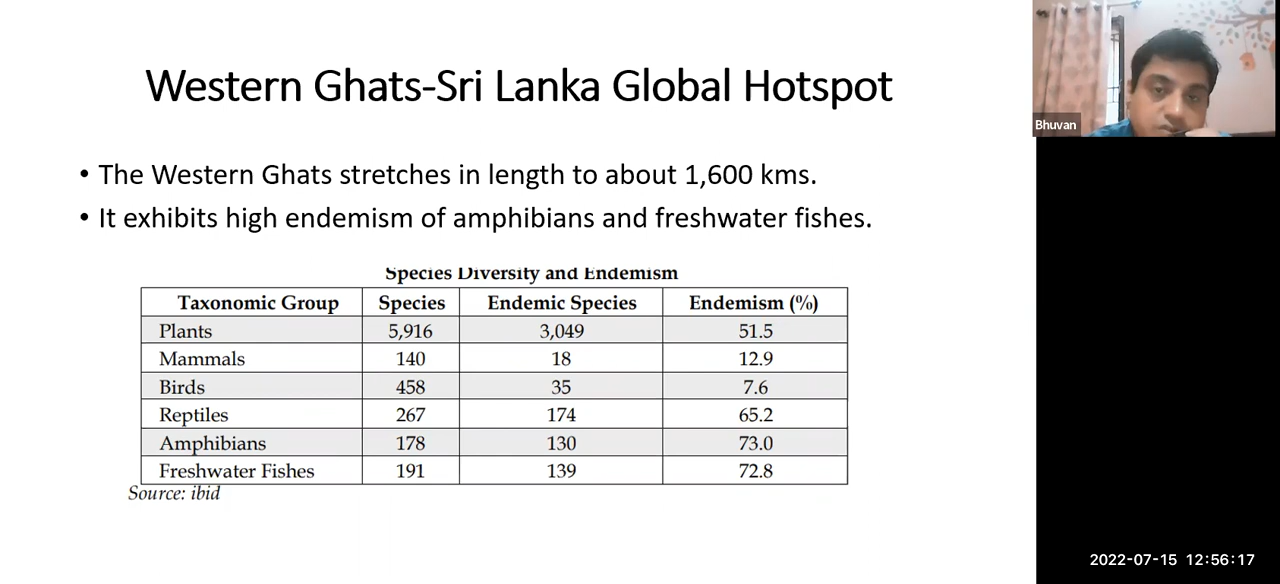 Western Ghats-Sri Lanka Global Hotspot
Bhuvan
• The Western Ghats stretches in length to about 1,600 kms.
• It exhibits high endemism of amphibians and freshwater fishes.
Species Diversity and Endemism
Taxonomic Group Species Endemic Species Endemism (%)
Plants 5,916 3,049 51.5
Mammals 140 18 12.9
Birds 458 35 7.6
Reptiles 267 174 65.2
Amphibians 178 130 73.0
Freshwater Fishes 191 139 72.8
Source: ibid
2022-07-15 12:56:17